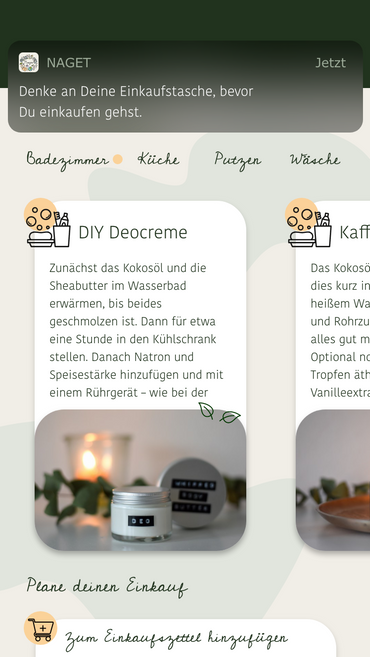 NAGET
Jetzt
Denke an Deine Einkaufstasche, bevor
Du einkaufen gehst.
Badezimmer
Küche
Putzen
Wäsche
DIY Deocreme
Zunächst das Kokosöl und die
Sheabutter im Wasserbad
erwärmen, bis beides
geschmolzen ist. Dann für etwa
eine Stunde in den Kühlschrank
stellen. Danach Natron und
Speisestärke hinzufügen und mit
einem Rührgerät – wie bei der
DEO
WHIPPED
BODY
BUTTER
Kaff
Das Kokosö
dies kurz in
heißem Wa
und Rohrzu
alles gut m
Optional no
Tropfen äth
Vanilleextra
Plane deinen Einkauf
Zum Einkaufszettel hinzufügen